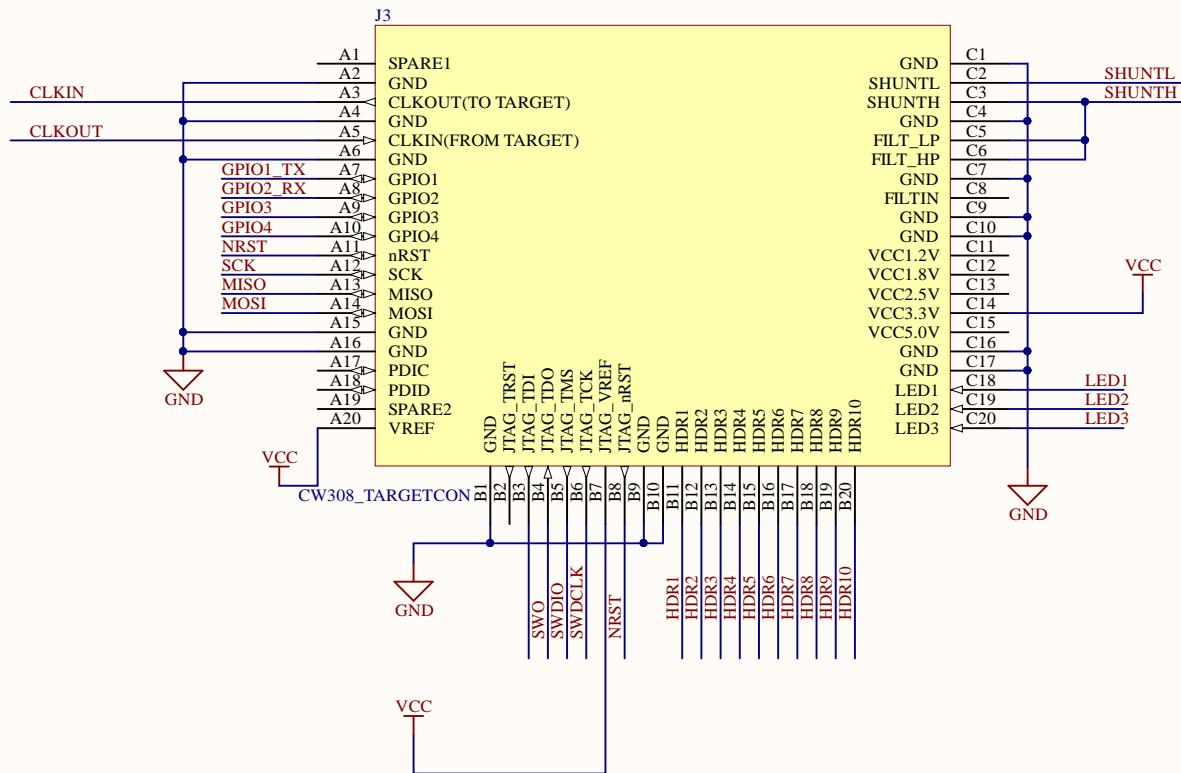 J3
A1 SPARE1
A2 GND
CLKIN A3 CLKOUT(TO TARGET)
A4 GND
CLKOUT A5 CLKIN(FROM TARGET)
A6 GND
GPIO1_TX A7 GPIO1
GPIO2_RX A8 GPIO2
GPIO3 A9 GPIO3
GPIO4 A10 GPIO4
NRST A11 nRST
SCK A12 SCK
MISO A13 MISO
MOSI A14 MOSI
A15 GND
A16 GND
A17 PDIC
A18 PDID
A19 SPARE2
A20 VREF
GND
VCC
CW308_TARGETCON
GND C1
SHUNTL C2 SHUNTL
SHUNTH C3 SHUNTH
GND C4
FILT_LP C5
FILT_HP C6
GND C7
FILTIN C8
GND C9
GND C10
VCC1.2V C11
VCC1.8V C12
VCC2.5V C13
VCC3.3V C14
VCC5.0V C15
GND C16
GND C17
LED1 C18 LED1
LED2 C19 LED2
LED3 C20 LED3
VCC
GND
GND B1
JTAG_TRST B2
JTAG_TDI B3
JTAG_TDO B4 SWO
JTAG_TMS B5 SWDIO
JTAG_TCK B6 SWDCLK
JTAG_VREF B7
JTAG_nRST B8 NRST
GND B9
GND B10
HDR1 B11 HDR1
HDR2 B12 HDR2
HDR3 B13 HDR3
HDR4 B14 HDR4
HDR5 B15 HDR5
HDR6 B16 HDR6
HDR7 B17 HDR7
HDR8 B18 HDR8
HDR9 B19 HDR9
HDR10 B20 HDR10
GND
VCC